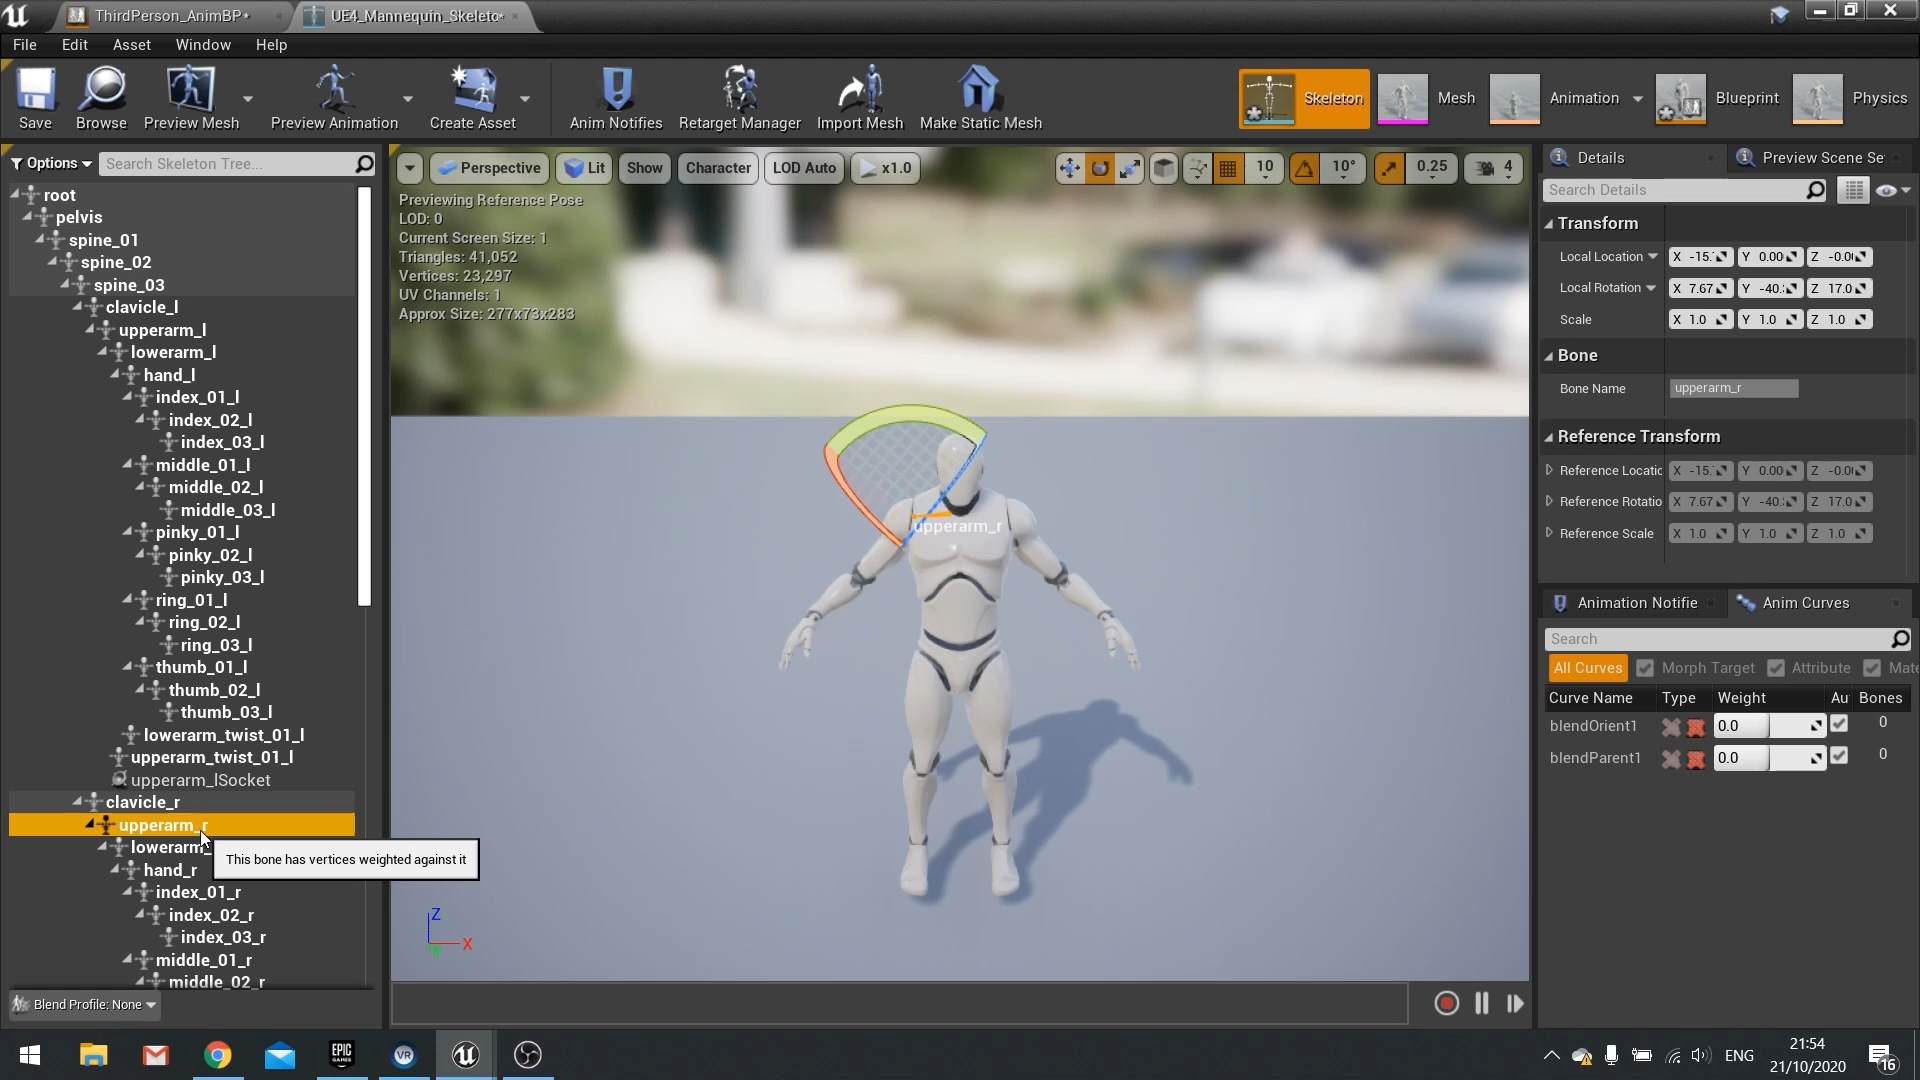 ThirdPerson_AnimBP*
UE4_Mannequin_Skeleto*
File Edit Asset Window Help
Save
Browse
Preview Mesh
Preview Animation
Create Asset
Anim Notifies
Retarget Manager
Import Mesh
Make Static Mesh
Skeleton
Mesh
Animation
Blueprint
Physics
Options
Search Skeleton Tree...
root
pelvis
spine_01
spine_02
spine_03
clavicle_l
upperarm_l
lowerarm_l
hand_l
index_01_l
index_02_l
index_03_l
middle_01_l
middle_02_l
middle_03_l
pinky_01_l
pinky_02_l
pinky_03_l
ring_01_l
ring_02_l
ring_03_l
thumb_01_l
thumb_02_l
thumb_03_l
lowerarm_twist_01_l
upperarm_twist_01_l
upperarm_lSocket
clavicle_r
upperarm_r
lowerarm_
This bone has vertices weighted against it
hand_r
index_01_r
index_02_r
index_03_r
middle_01_r
middle_02_r
Blend Profile: None
Perspective
Lit
Show
Character
LOD Auto
x1.0
10
10°
0.25
4
Previewing Reference Pose
LOD: 0
Current Screen Size: 1
Triangles: 41,052
Vertices: 23,297
UV Channels: 1
Approx Size: 277x73x283
upperarm_r
Z
X
Details
Preview Scene Se
Search Details
Transform
Local Location X -15. Y 0.00 Z -0.0
Local Rotation X 7.67 Y -40. Z 17.0
Scale X 1.0 Y 1.0 Z 1.0
Bone
Bone Name upperarm_r
Reference Transform
Reference Locatic X -15. Y 0.00 Z -0.0
Reference Rotatio X 7.67 Y -40. Z 17.0
Reference Scale X 1.0 Y 1.0 Z 1.0
Animation Notifie
Anim Curves
Search
All Curves Morph Target Attribute Mate
Curve Name Type Weight Au Bones
blendOrient1 0.0 0
blendParent1 0.0 0
EPIC
GAMES
VR
ENG
21:54
21/10/2020
16